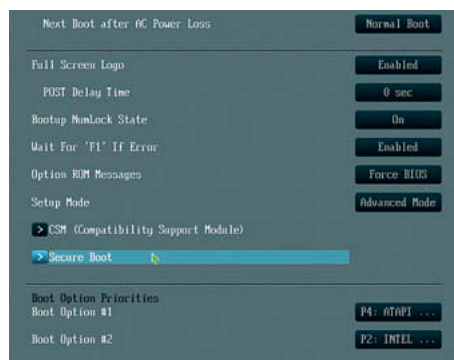 Next Boot after AC Power Loss Normal Boot
Full Screen Logo Enabled
POST Delay Time 0 sec
Bootup NumLock State On
Wait For 'F1' If Error Enabled
Option ROM Messages Force BIOS
Setup Mode Advanced Mode
> CSM (Compatibility Support Module)
> Secure Boot
Boot Option Priorities
Boot Option #1 P4: ATAPI ...
Boot Option #2 P2: INTEL ...